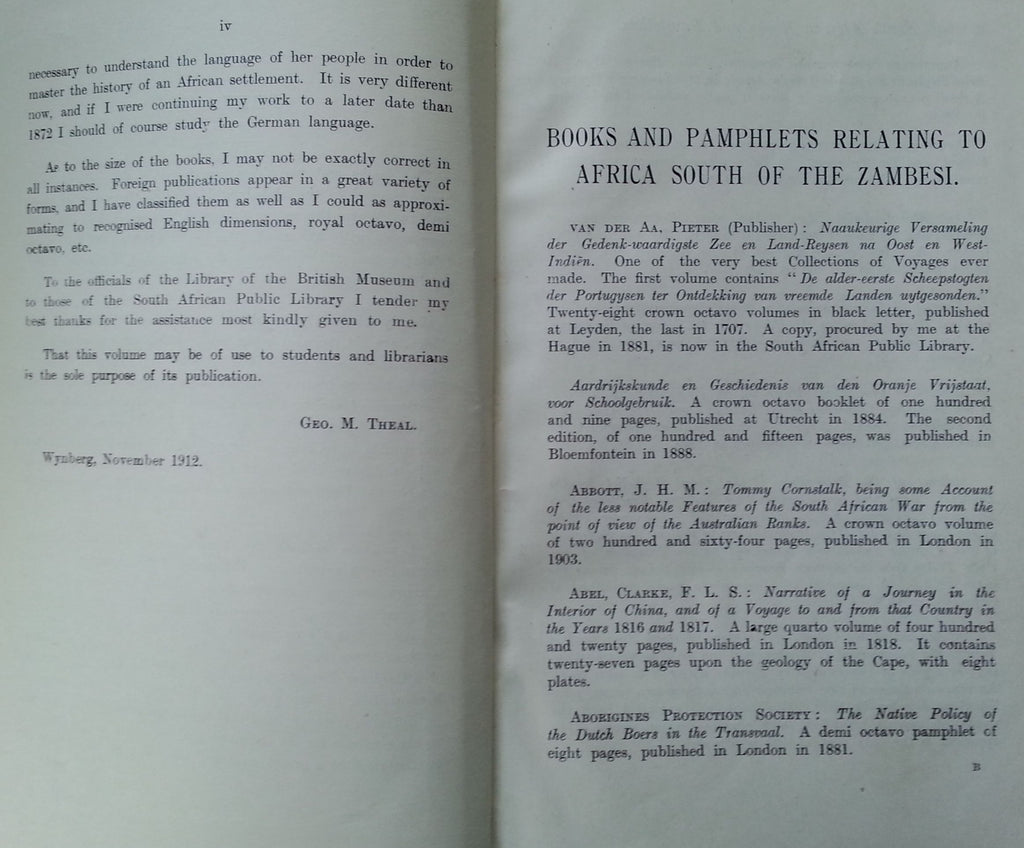 iv
necessary to understand the language of her people in order to
master the history of an African settlement. It is very different
now, and if I were continuing my work to a later date than
1872 I should of course study the German language.
As to the size of the books, I may not be exactly correct in
all instances. Foreign publications appear in a great variety of
forms, and I have classified them as well as I could as approxi-
mating to recognised English dimensions, royal octavo, demi
octavo, etc.
To the officials of the Library of the British Museum and
to those of the South African Public Library I tender my
best thanks for the assistance most kindly given to me.
That this volume may be of use to students and librarians
is the sole purpose of its publication.
GEO. M. THEAL.
Wynberg, November 1912.
BOOKS AND PAMPHLETS RELATING TO
AFRICA SOUTH OF THE ZAMBESI.
VAN DER AA, PIETER (Publisher) : Naaukeurige Versameling
der Gedenk-waardigste Zee en Land-Reysen na Oost en West-
Indiën. One of the very best Collections of Voyages ever
made. The first volume contains “ De alder-eerste Scheepstogten
der Portugysen ter Ontdekking van vreemde Landen uytgesonden.”
Twenty-eight crown octavo volumes in black letter, published
at Leyden, the last in 1707. A copy, procured by me at the
Hague in 1881, is now in the South African Public Library.
Aardrijkskunde en Geschiedenis van den Oranje Vrijstaat,
voor Schoolgebruik. A crown octavo booklet of one hundred
and nine pages, published at Utrecht in 1884. The second
edition, of one hundred and fifteen pages, was published in
Bloemfontein in 1888.
ABBOTT, J. H. M. : Tommy Cornstalk, being some Account
of the less notable Features of the South African War from the
point of view of the Australian Ranks. A crown octavo volume
of two hundred and sixty-four pages, published in London in
1903.
ABEL, CLARKE, F. L. S. : Narrative of a Journey in the
Interior of China, and of a Voyage to and from that Country in
the Years 1816 and 1817. A large quarto volume of four hundred
and twenty pages, published in London in 1818. It contains
twenty-seven pages upon the geology of the Cape, with eight
plates.
ABORIGINES PROTECTION SOCIETY : The Native Policy of
the Dutch Boers in the Transvaal. A demi octavo pamphlet of
eight pages, published in London in 1881.
B